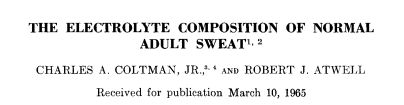 THE ELECTROLYTE COMPOSITION OF NORMAL
ADULT SWEAT1, 2
CHARLES A. COLTMAN, JR.,3, 4 AND ROBERT J. ATWELL
Received for publication March 10, 1965